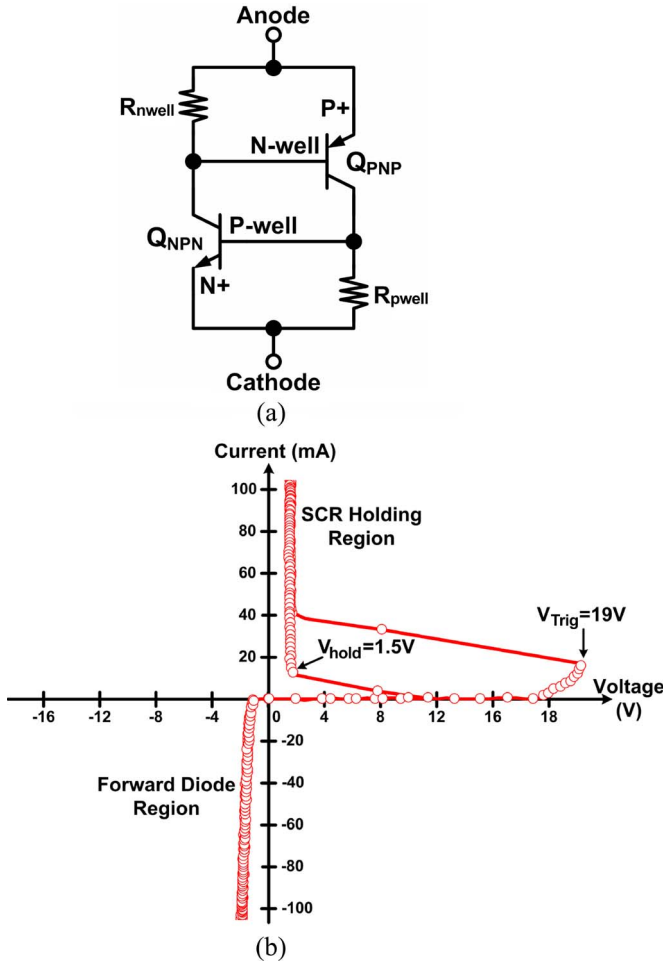 Anode
Rnwell
P+
N-well
QPNP
P-well
QNPN
N+
Rpwell
Cathode
(a)
Current (mA)
100
SCR Holding
Region
80
60
40
VTrig=19V
Vhold=1.5V
20
Voltage
(V)
-16 -12 -8 -4 0 4 8 12 18
-20
Forward Diode
Region
-40
-60
-80
-100
(b)